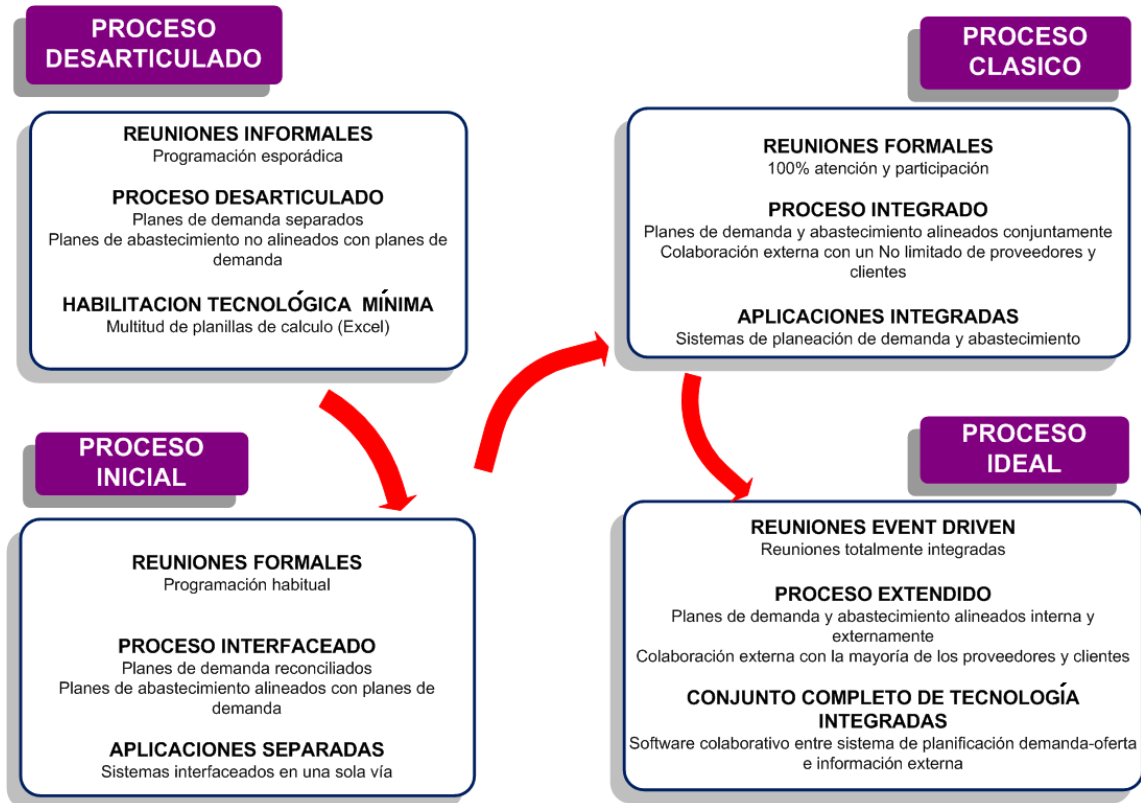 PROCESO
DESARTICULADO
REUNIONES INFORMALES
Programación esporádica
PROCESO DESARTICULADO
Planes de demanda separados
Planes de abastecimiento no alineados con planes de
demanda
HABILITACION TECNOLÓGICA MÍNIMA
Multitud de planillas de calculo (Excel)
PROCESO
INICIAL
REUNIONES FORMALES
Programación habitual
PROCESO INTERFACEADO
Planes de demanda reconciliados
Planes de abastecimiento alineados con planes de
demanda
APLICACIONES SEPARADAS
Sistemas interfaceados en una sola vía
PROCESO
CLASICO
REUNIONES FORMALES
100% atención y participación
PROCESO INTEGRADO
Planes de demanda y abastecimiento alineados conjuntamente
Colaboración externa con un No limitado de proveedores y
clientes
APLICACIONES INTEGRADAS
Sistemas de planeación de demanda y abastecimiento
PROCESO
IDEAL
REUNIONES EVENT DRIVEN
Reuniones totalmente integradas
PROCESO EXTENDIDO
Planes de demanda y abastecimiento alineados interna y
externamente
Colaboración externa con la mayoría de los proveedores y clientes
CONJUNTO COMPLETO DE TECNOLOGÍA
INTEGRADAS
Software colaborativo entre sistema de planificación demanda-oferta
e información externa